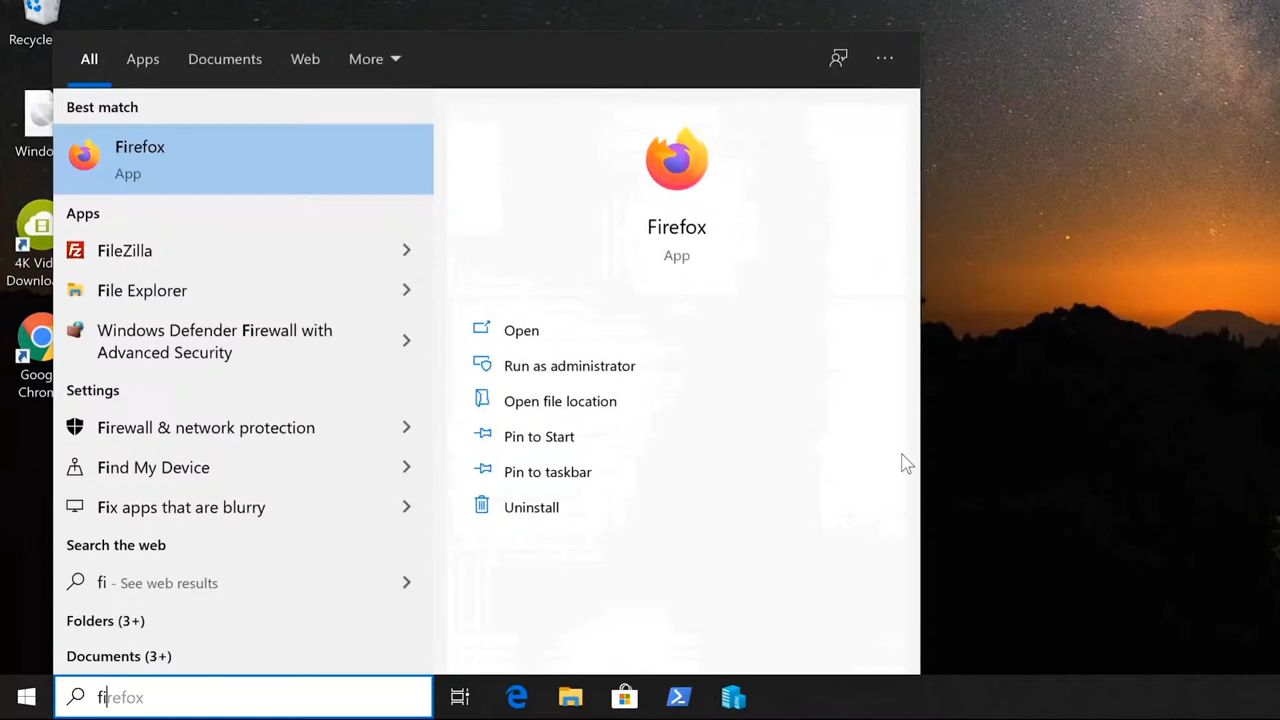 Recycle
All Apps Documents Web More
Best match
Firefox
App
Apps
FileZilla
File Explorer
Windows Defender Firewall with
Advanced Security
Settings
Firewall & network protection
Find My Device
Fix apps that are blurry
Search the web
fi - See web results
Folders (3+)
Documents (3+)
firefox
Firefox
App
Open
Run as administrator
Open file location
Pin to Start
Pin to taskbar
Uninstall
Windo
4K Vid
Downloa
Goog
Chro